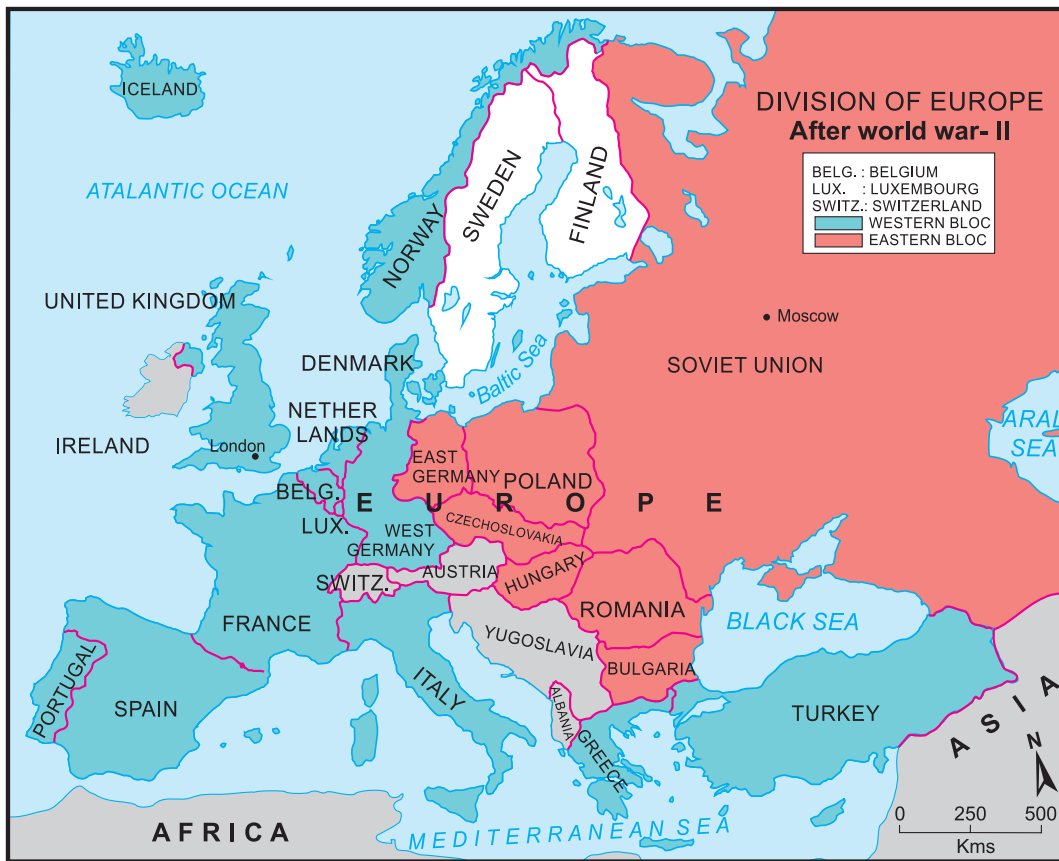 DIVISION OF EUROPE
After world war- II
BELG. : BELGIUM
LUX. : LUXEMBOURG
SWITZ.: SWITZERLAND
WESTERN BLOC
EASTERN BLOC
ICELAND
ATALANTIC OCEAN
NORWAY
SWEDEN
FINLAND
UNITED KINGDOM
Moscow
SOVIET UNION
DENMARK
Baltic Sea
NETHER
LANDS
IRELAND
London
ARAL
SEA
EAST
GERMANY
POLAND
BELG.
EUROPE
LUX.
WEST
GERMANY
CZECHOSLOVAKIA
SWITZ.
AUSTRIA
HUNGARY
ROMANIA
FRANCE
YUGOSLAVIA
BLACK SEA
BULGARIA
PORTUGAL
SPAIN
ITALY
ALBANIA
GREECE
TURKEY
ASIA
N
AFRICA
MEDITERRANEAN SEA
0 250 500
Kms